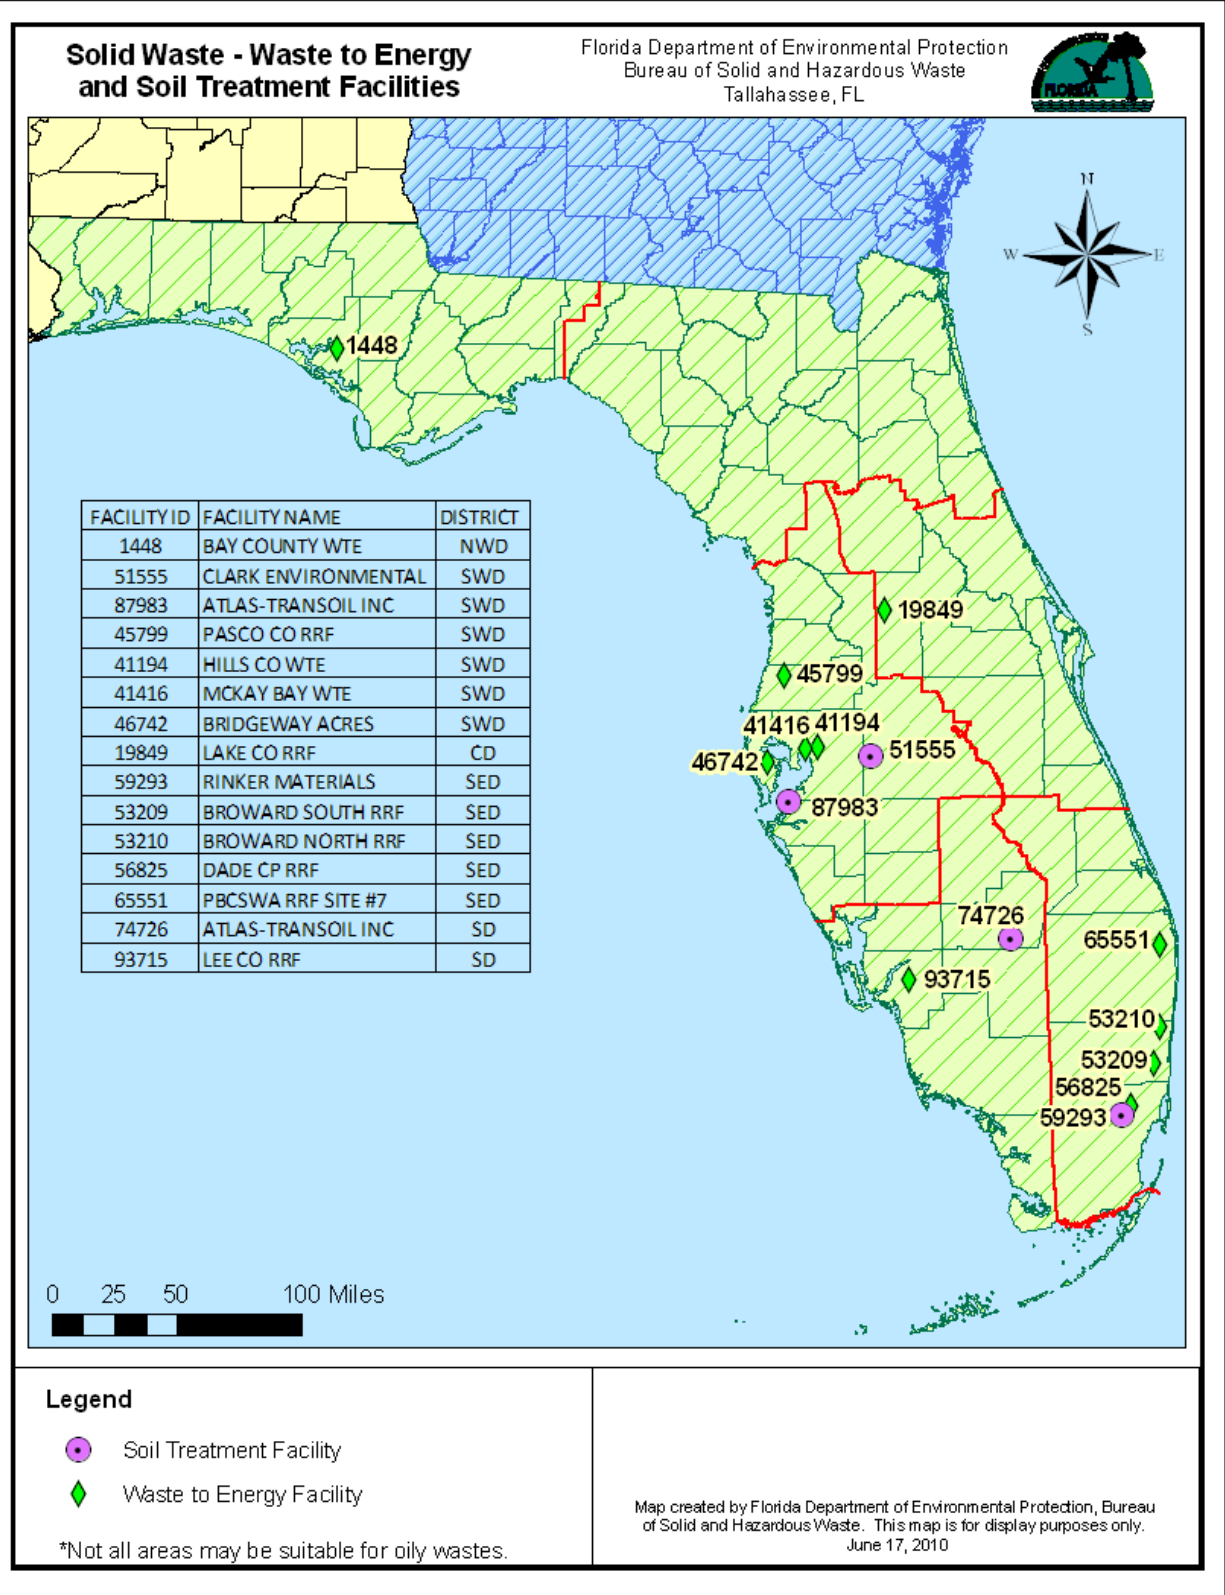 Solid Waste - Waste to Energy
and Soil Treatment Facilities
Florida Department of Environmental Protection
Bureau of Solid and Hazardous Waste
Tallahassee, FL
FLORIDA
N
W
E
S
1448
19849
45799
41416
41194
46742
51555
87983
74726
65551
93715
53210
53209
56825
59293
FACILITY ID FACILITY NAME DISTRICT
1448 BAY COUNTY WTE NWD
51555 CLARK ENVIRONMENTAL SWD
87983 ATLAS-TRANSOIL INC SWD
45799 PASCO CO RRF SWD
41194 HILLS CO WTE SWD
41416 MCKAY BAY WTE SWD
46742 BRIDGEWAY ACRES SWD
19849 LAKE CO RRF CD
59293 RINKER MATERIALS SED
53209 BROWARD SOUTH RRF SED
53210 BROWARD NORTH RRF SED
56825 DADE CP RRF SED
65551 PBCSWA RRF SITE #7 SED
74726 ATLAS-TRANSOIL INC SD
93715 LEE CO RRF SD
0 25 50 100 Miles
Legend
Soil Treatment Facility
Waste to Energy Facility
*Not all areas may be suitable for oily wastes.
Map created by Florida Department of Environmental Protection, Bureau
of Solid and Hazardous Waste. This map is for display purposes only.
June 17, 2010